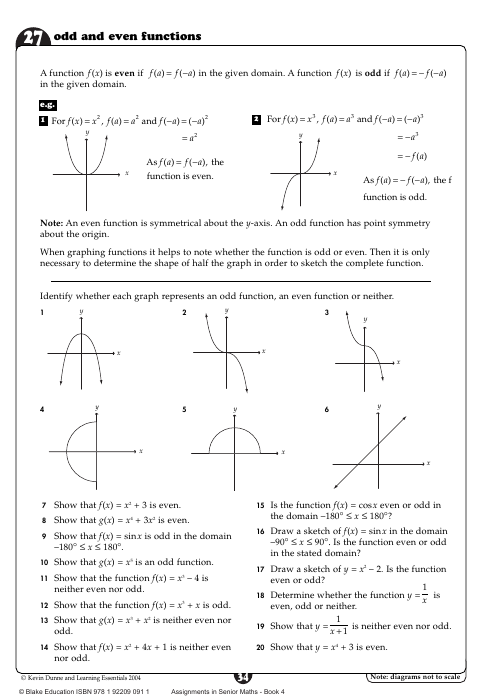 27 odd and even functions
A function f(x) is even if f(a) = f(−a) in the given domain. A function f(x) is odd if f(a) = − f(−a)
in the given domain.
e.g.
1 For f(x) = x², f(a) = a² and f(−a) = (−a)²
= a²
y
x
As f(a) = f(−a), the
function is even.
2 For f(x) = x³, f(a) = a³ and f(−a) = (−a)³
= −a³
= −f(a)
y
x
As f(a) = − f(−a), the f
function is odd.
Note: An even function is symmetrical about the y-axis. An odd function has point symmetry
about the origin.
When graphing functions it helps to note whether the function is odd or even. Then it is only
necessary to determine the shape of half the graph in order to sketch the complete function.
Identify whether each graph represents an odd function, an even function or neither.
1 y x
2 y x
3 y x
4 y x
5 y x
6 y x
7 Show that f(x) = x² + 3 is even.
8 Show that g(x) = x⁴ + 3x² is even.
9 Show that f(x) = sin x is odd in the domain
−180° ≤ x ≤ 180°.
10 Show that g(x) = x⁵ is an odd function.
11 Show that the function f(x) = x³ − 4 is
neither even nor odd.
12 Show that the function f(x) = x³ + x is odd.
13 Show that g(x) = x³ + x² is neither even nor
odd.
14 Show that f(x) = x² + 4x + 1 is neither even
nor odd.
15 Is the function f(x) = cos x even or odd in
the domain −180° ≤ x ≤ 180°?
16 Draw a sketch of f(x) = sin x in the domain
−90° ≤ x ≤ 90°. Is the function even or odd
in the stated domain?
17 Draw a sketch of y = x² − 2. Is the function
even or odd?
18 Determine whether the function y = 1/x is
even, odd or neither.
19 Show that y = 1/(x + 1) is neither even nor odd.
20 Show that y = x⁴ + 3 is even.
© Kevin Dunne and Learning Essentials 2004
34
Note: diagrams not to scale
© Blake Education ISBN 978 1 92209 091 1 Assignments in Senior Maths - Book 4